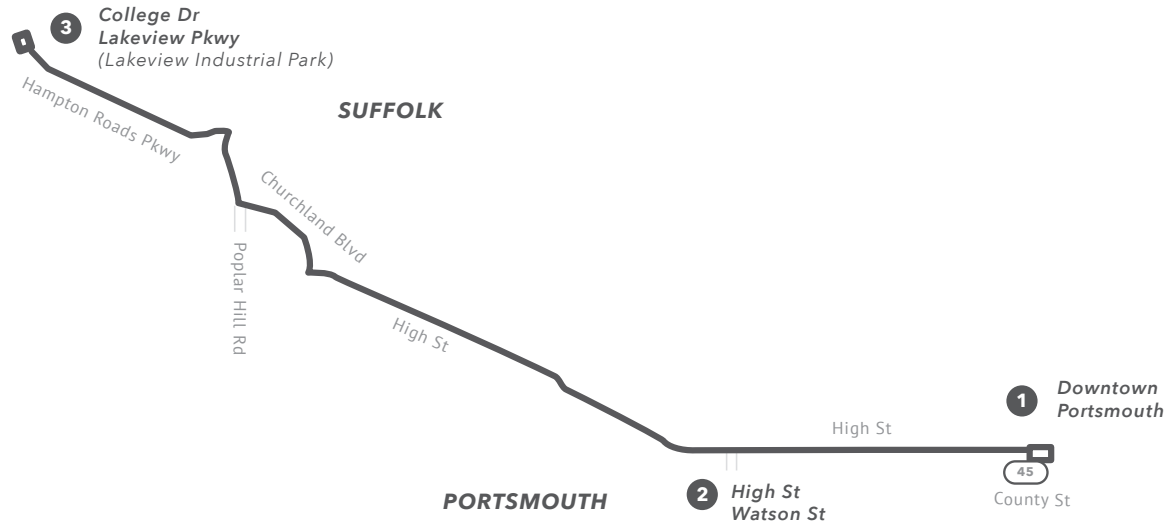 3
College Dr
Lakeview Pkwy
(Lakeview Industrial Park)
Hampton Roads Pkwy
SUFFOLK
Churchland Blvd
Poplar Hill Rd
High St
1
Downtown
Portsmouth
High St
45
County St
PORTSMOUTH
2
High St
Watson St